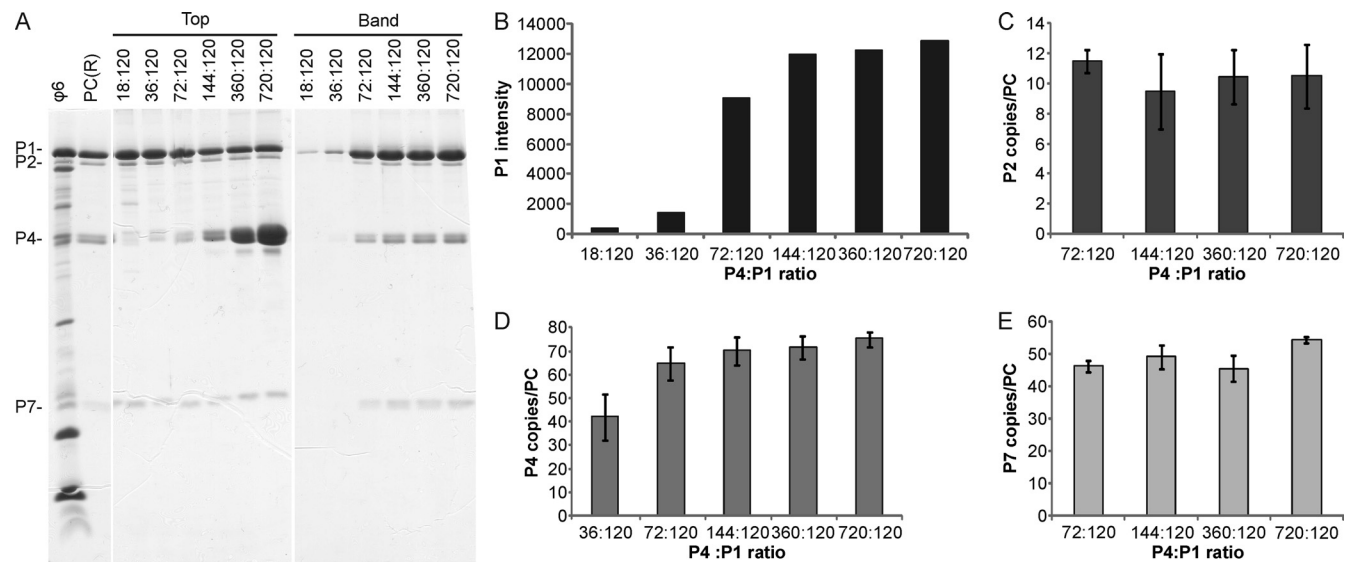 A
Top
Band
φ6
PC(R)
18:120
36:120
72:120
144:120
360:120
720:120
18:120
36:120
72:120
144:120
360:120
720:120
P1-
P2-
P4-
P7-
B
14000
12000
10000
8000
6000
4000
2000
0
P1 intensity
18:120 36:120 72:120 144:120 360:120 720:120
P4:P1 ratio
C
14
12
10
8
6
4
2
0
P2 copies/PC
72:120 144:120 360:120 720:120
P4 :P1 ratio
D
80
70
60
50
40
30
20
10
0
P4 copies/PC
36:120 72:120 144:120 360:120 720:120
P4 :P1 ratio
E
60
50
40
30
20
10
0
P7 copies/PC
72:120 144:120 360:120 720:120
P4:P1 ratio